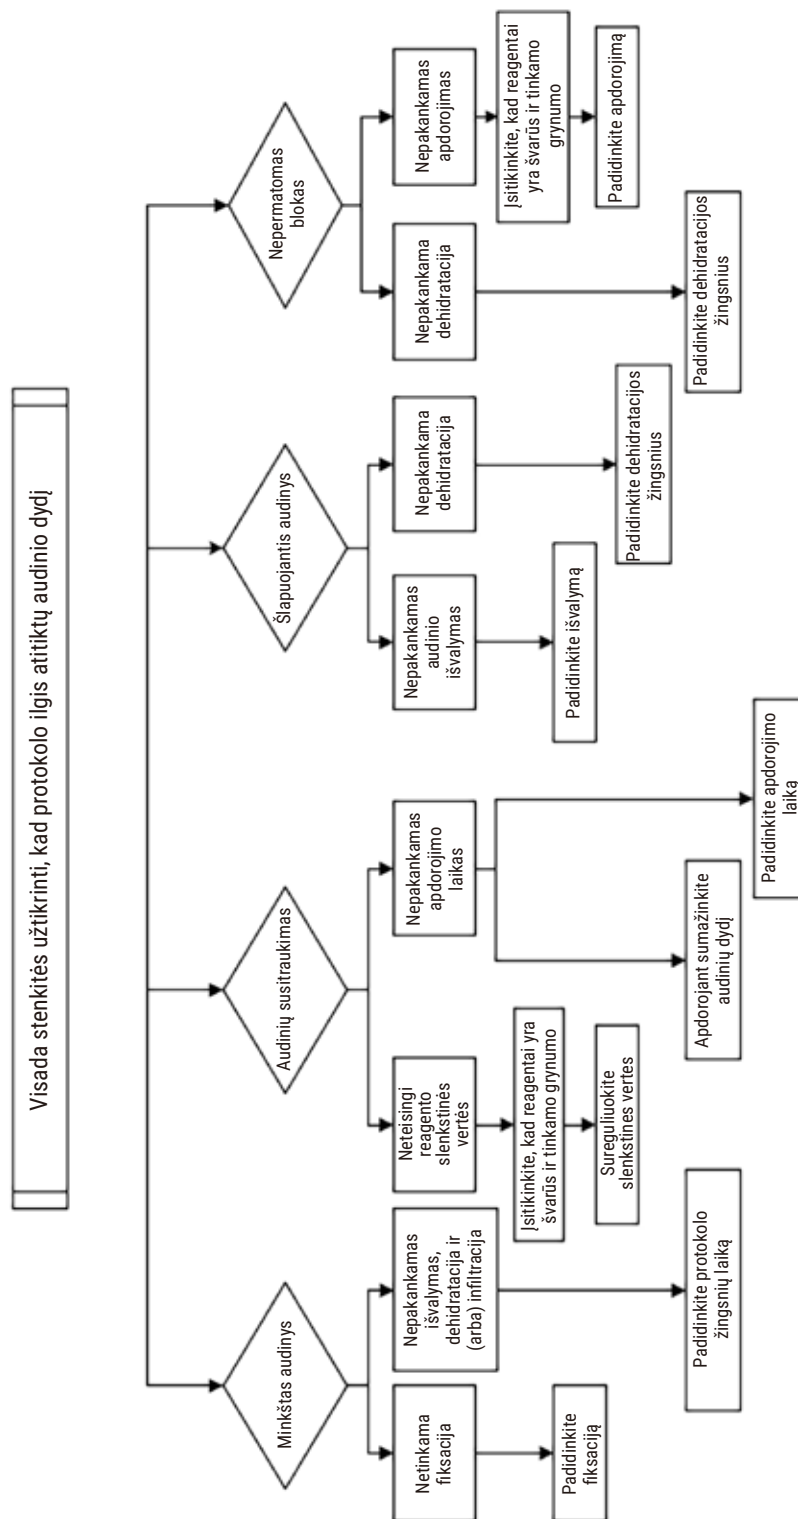 Visada stenkitės užtikrinti, kad protokolo ilgis atitiktų audinio dydį
Minkštas audinys
Netinkama
fiksacija
Padidinkite
fiksaciją
Nepakankamas
išvalymas,
dehidratacija ir
(arba) infiltracija
Padidinkite protokolo
žingsnių laiką
Audinių susitraukimas
Neteisingi
reagento
slenkstinės
vertės
Įsitikinkite, kad reagentai yra
švarūs ir tinkamo grynumo
Sureguliuokite
slenkstines vertes
Nepakankamas
apdorojimo
laikas
Apdorojant sumažinkite
audinių dydį
Padidinkite apdorojimo
laiką
Šlapuojantis audinys
Nepakankamas
audinio
išvalymas
Padidinkite išvalymą
Nepakankama
dehidratacija
Padidinkite dehidratacijos
žingsnius
Nepermatomas
blokas
Nepakankama
dehidratacija
Padidinkite dehidratacijos
žingsnius
Nepakankamas
apdorojimas
Įsitikinkite, kad reagentai
yra švarūs ir tinkamo
grynumo
Padidinkite apdorojimą